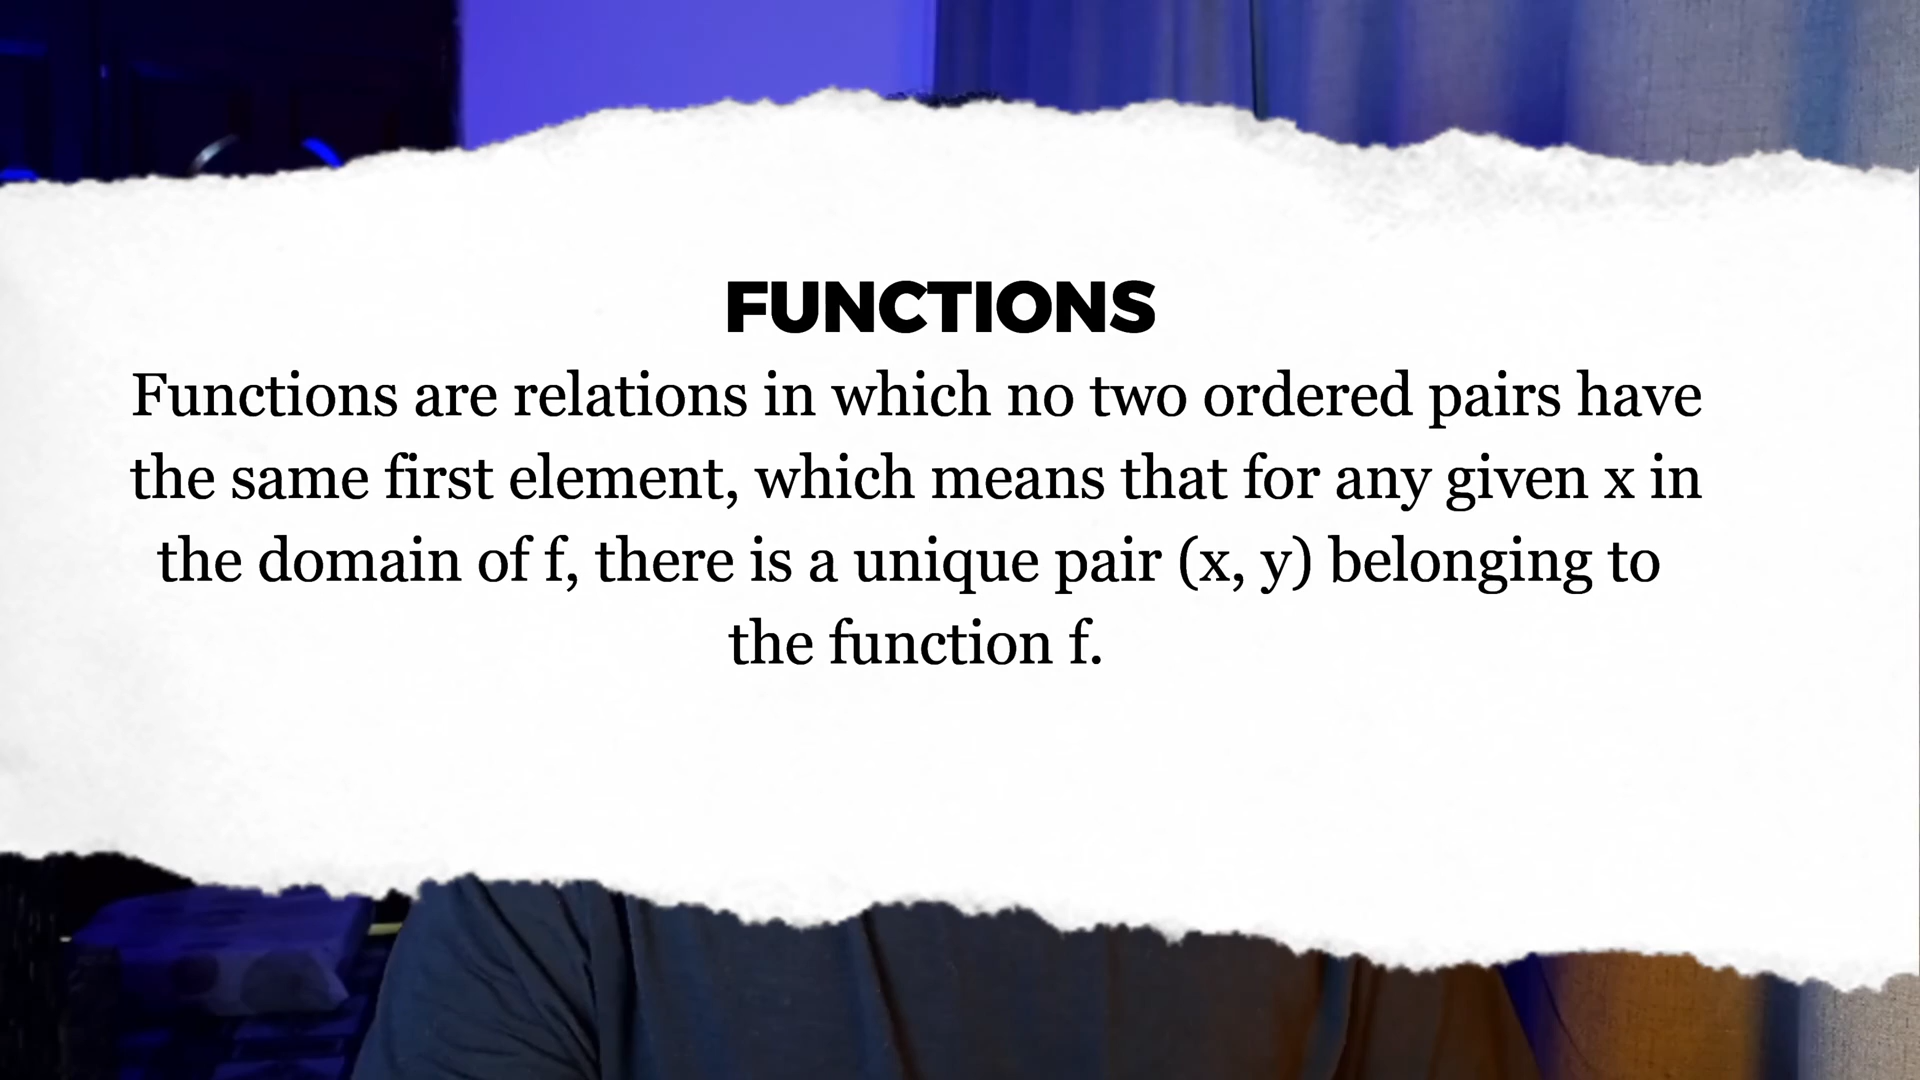 FUNCTIONS
Functions are relations in which no two ordered pairs have
the same first element, which means that for any given x in
the domain of f, there is a unique pair (x, y) belonging to
the function f.